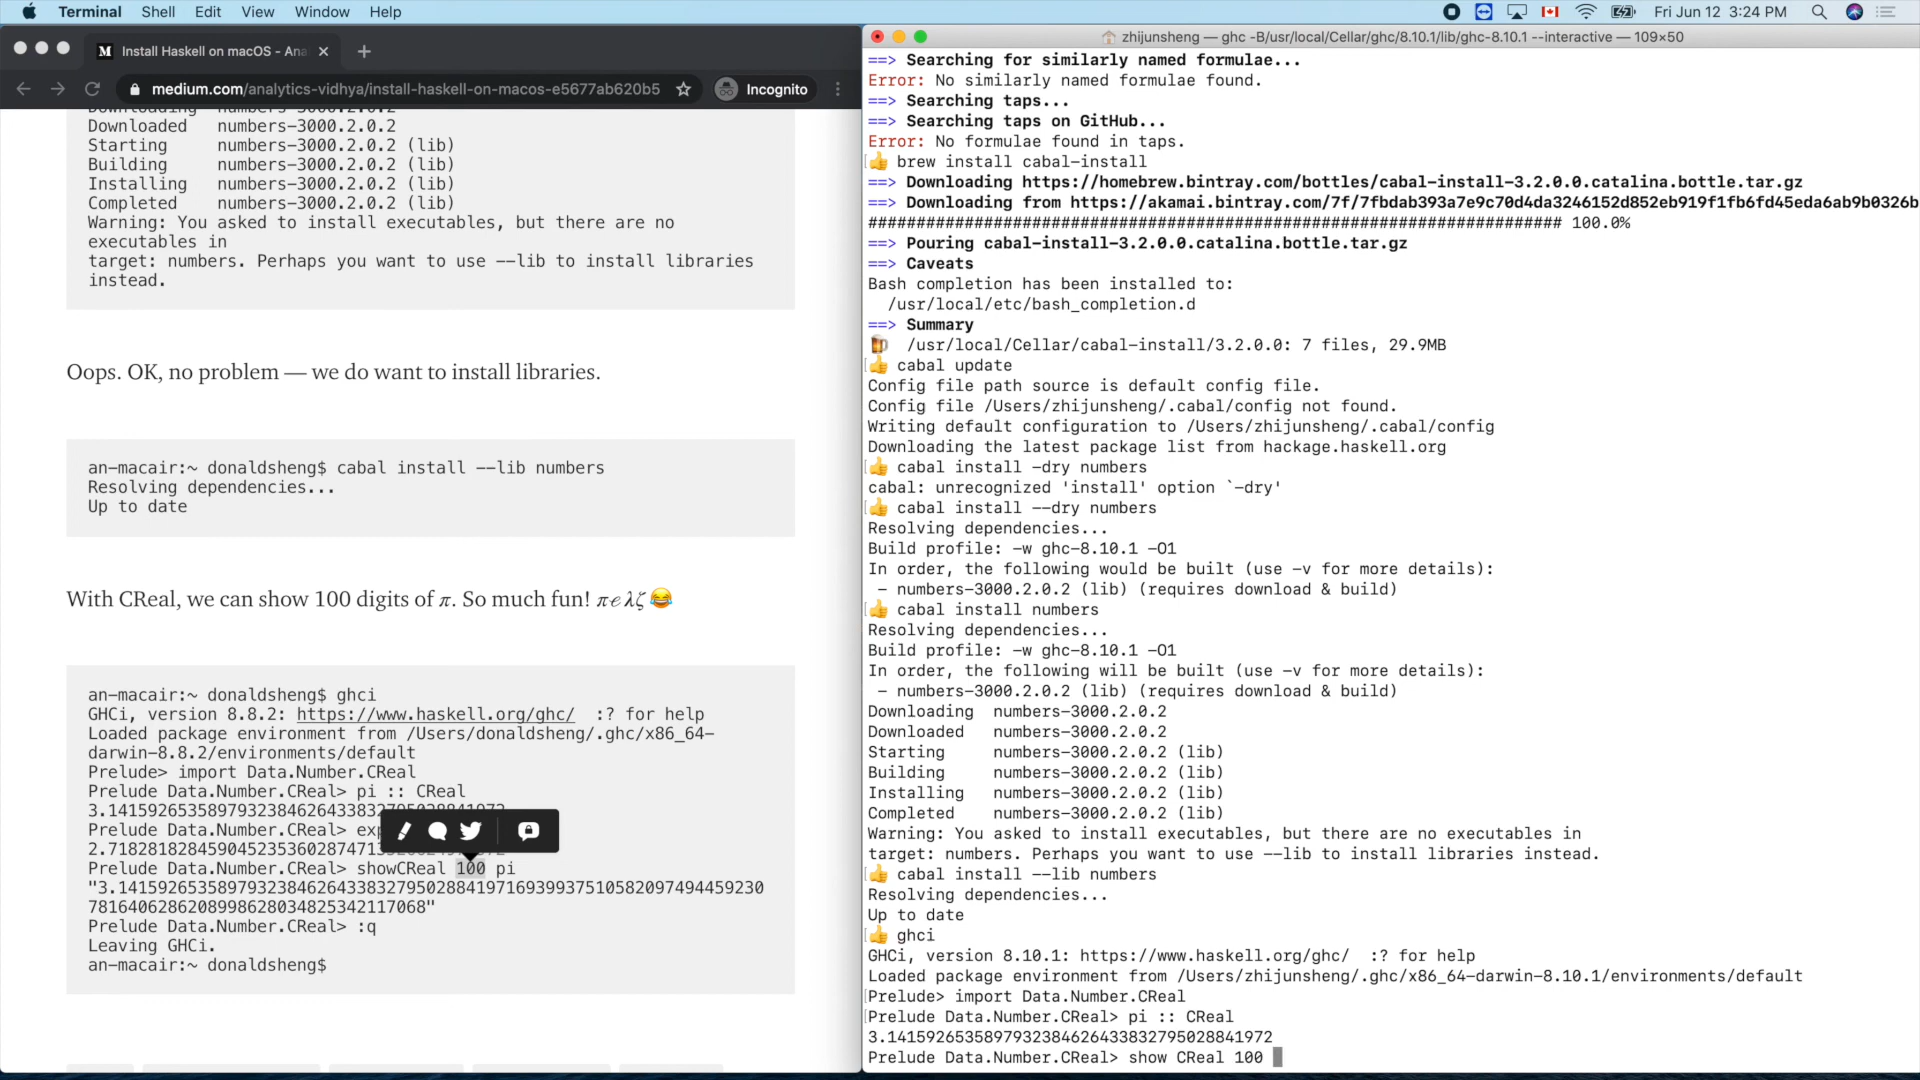 Terminal Shell Edit View Window Help
Fri Jun 12 3:24 PM
M Install Haskell on macOS - Ana
medium.com/analytics-vidhya/install-haskell-on-macos-e5677ab620b5 Incognito
Downloading numbers-3000.2.0.2
Downloaded numbers-3000.2.0.2
Starting numbers-3000.2.0.2 (lib)
Building numbers-3000.2.0.2 (lib)
Installing numbers-3000.2.0.2 (lib)
Completed numbers-3000.2.0.2 (lib)
Warning: You asked to install executables, but there are no
executables in
target: numbers. Perhaps you want to use --lib to install libraries
instead.
Oops. OK, no problem — we do want to install libraries.
an-macair:~ donaldsheng$ cabal install --lib numbers
Resolving dependencies...
Up to date
With CReal, we can show 100 digits of π. So much fun! πℯλζ😂
an-macair:~ donaldsheng$ ghci
GHCi, version 8.8.2: https://www.haskell.org/ghc/ :? for help
Loaded package environment from /Users/donaldsheng/.ghc/x86_64-
darwin-8.8.2/environments/default
Prelude> import Data.Number.CReal
Prelude Data.Number.CReal> pi :: CReal
3.1415926535897932384626433832795028841972
Prelude Data.Number.CReal> exp
Prelude Data.Number.CReal> showCReal 100 pi
"3.14159265358979323846264338327950288419716939937510582097494459230
78164062862089986280348253421170​68"
Prelude Data.Number.CReal> :q
Leaving GHCi.
an-macair:~ donaldsheng$
zhijunsheng — ghc -B/usr/local/Cellar/ghc/8.10.1/lib/ghc-8.10.1 --interactive — 109×50
==> Searching for similarly named formulae...
Error: No similarly named formulae found.
==> Searching taps...
==> Searching taps on GitHub...
Error: No formulae found in taps.
👍 brew install cabal-install
==> Downloading https://homebrew.bintray.com/bottles/cabal-install-3.2.0.0.catalina.bottle.tar.gz
==> Downloading from https://akamai.bintray.com/7f/7fbdab393a7e9c70d4da3246152d852eb919f1fb6fd45eda6ab9b0326b
######################################################################## 100.0%
==> Pouring cabal-install-3.2.0.0.catalina.bottle.tar.gz
==> Caveats
Bash completion has been installed to:
/usr/local/etc/bash_completion.d
==> Summary
🍺 /usr/local/Cellar/cabal-install/3.2.0.0: 7 files, 29.9MB
👍 cabal update
Config file path source is default config file.
Config file /Users/zhijunsheng/.cabal/config not found.
Writing default configuration to /Users/zhijunsheng/.cabal/config
Downloading the latest package list from hackage.haskell.org
👍 cabal install -dry numbers
cabal: unrecognized 'install' option `-dry'
👍 cabal install --dry numbers
Resolving dependencies...
Build profile: -w ghc-8.10.1 -O1
In order, the following would be built (use -v for more details):
- numbers-3000.2.0.2 (lib) (requires download & build)
👍 cabal install numbers
Resolving dependencies...
Build profile: -w ghc-8.10.1 -O1
In order, the following will be built (use -v for more details):
- numbers-3000.2.0.2 (lib) (requires download & build)
Downloading numbers-3000.2.0.2
Downloaded numbers-3000.2.0.2
Starting numbers-3000.2.0.2 (lib)
Building numbers-3000.2.0.2 (lib)
Installing numbers-3000.2.0.2 (lib)
Completed numbers-3000.2.0.2 (lib)
Warning: You asked to install executables, but there are no executables in
target: numbers. Perhaps you want to use --lib to install libraries instead.
👍 cabal install --lib numbers
Resolving dependencies...
Up to date
👍 ghci
GHCi, version 8.10.1: https://www.haskell.org/ghc/ :? for help
Loaded package environment from /Users/zhijunsheng/.ghc/x86_64-darwin-8.10.1/environments/default
Prelude> import Data.Number.CReal
Prelude Data.Number.CReal> pi :: CReal
3.1415926535897932384626433832795028841972
Prelude Data.Number.CReal> show CReal 100